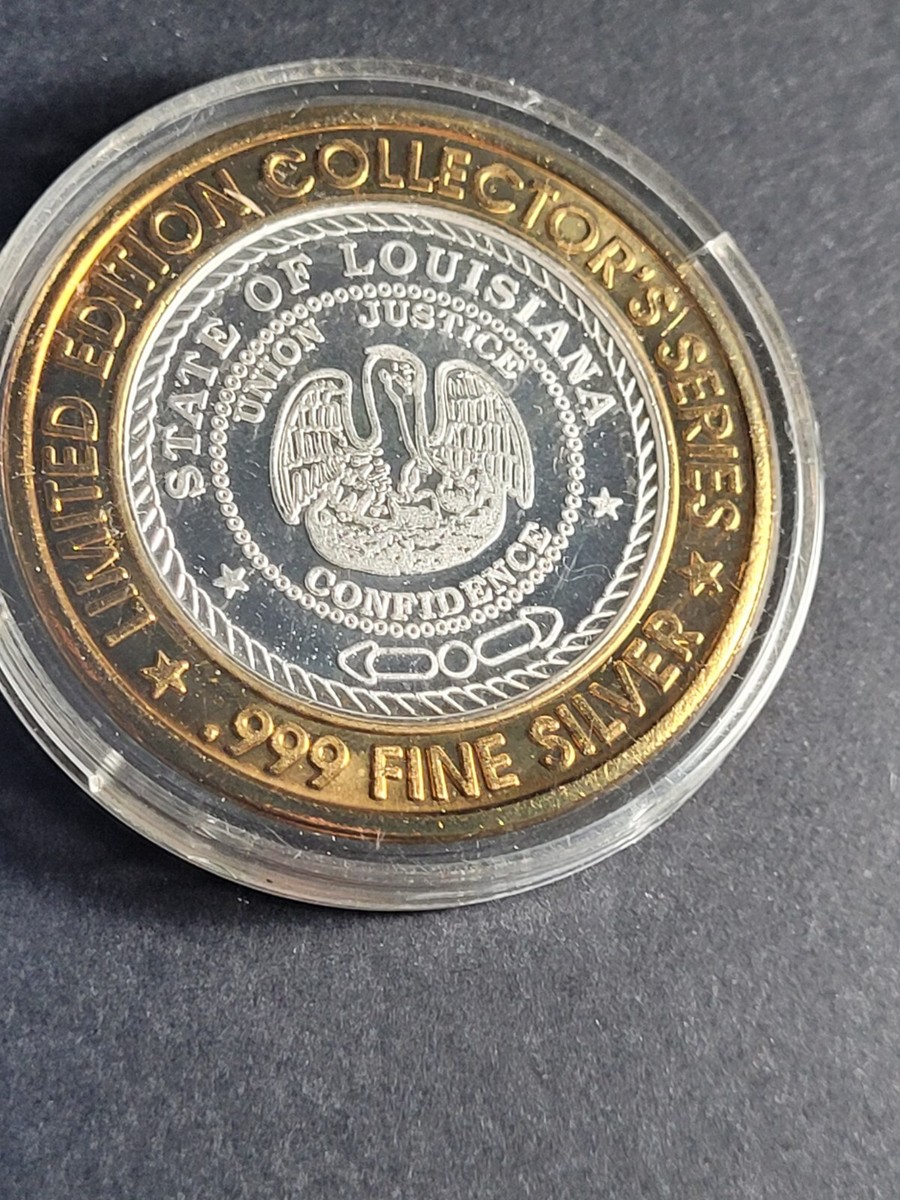 LIMITED EDITION COLLECTOR'S SERIES
.999 FINE SILVER
STATE OF LOUISIANA
UNION JUSTICE
CONFIDENCE